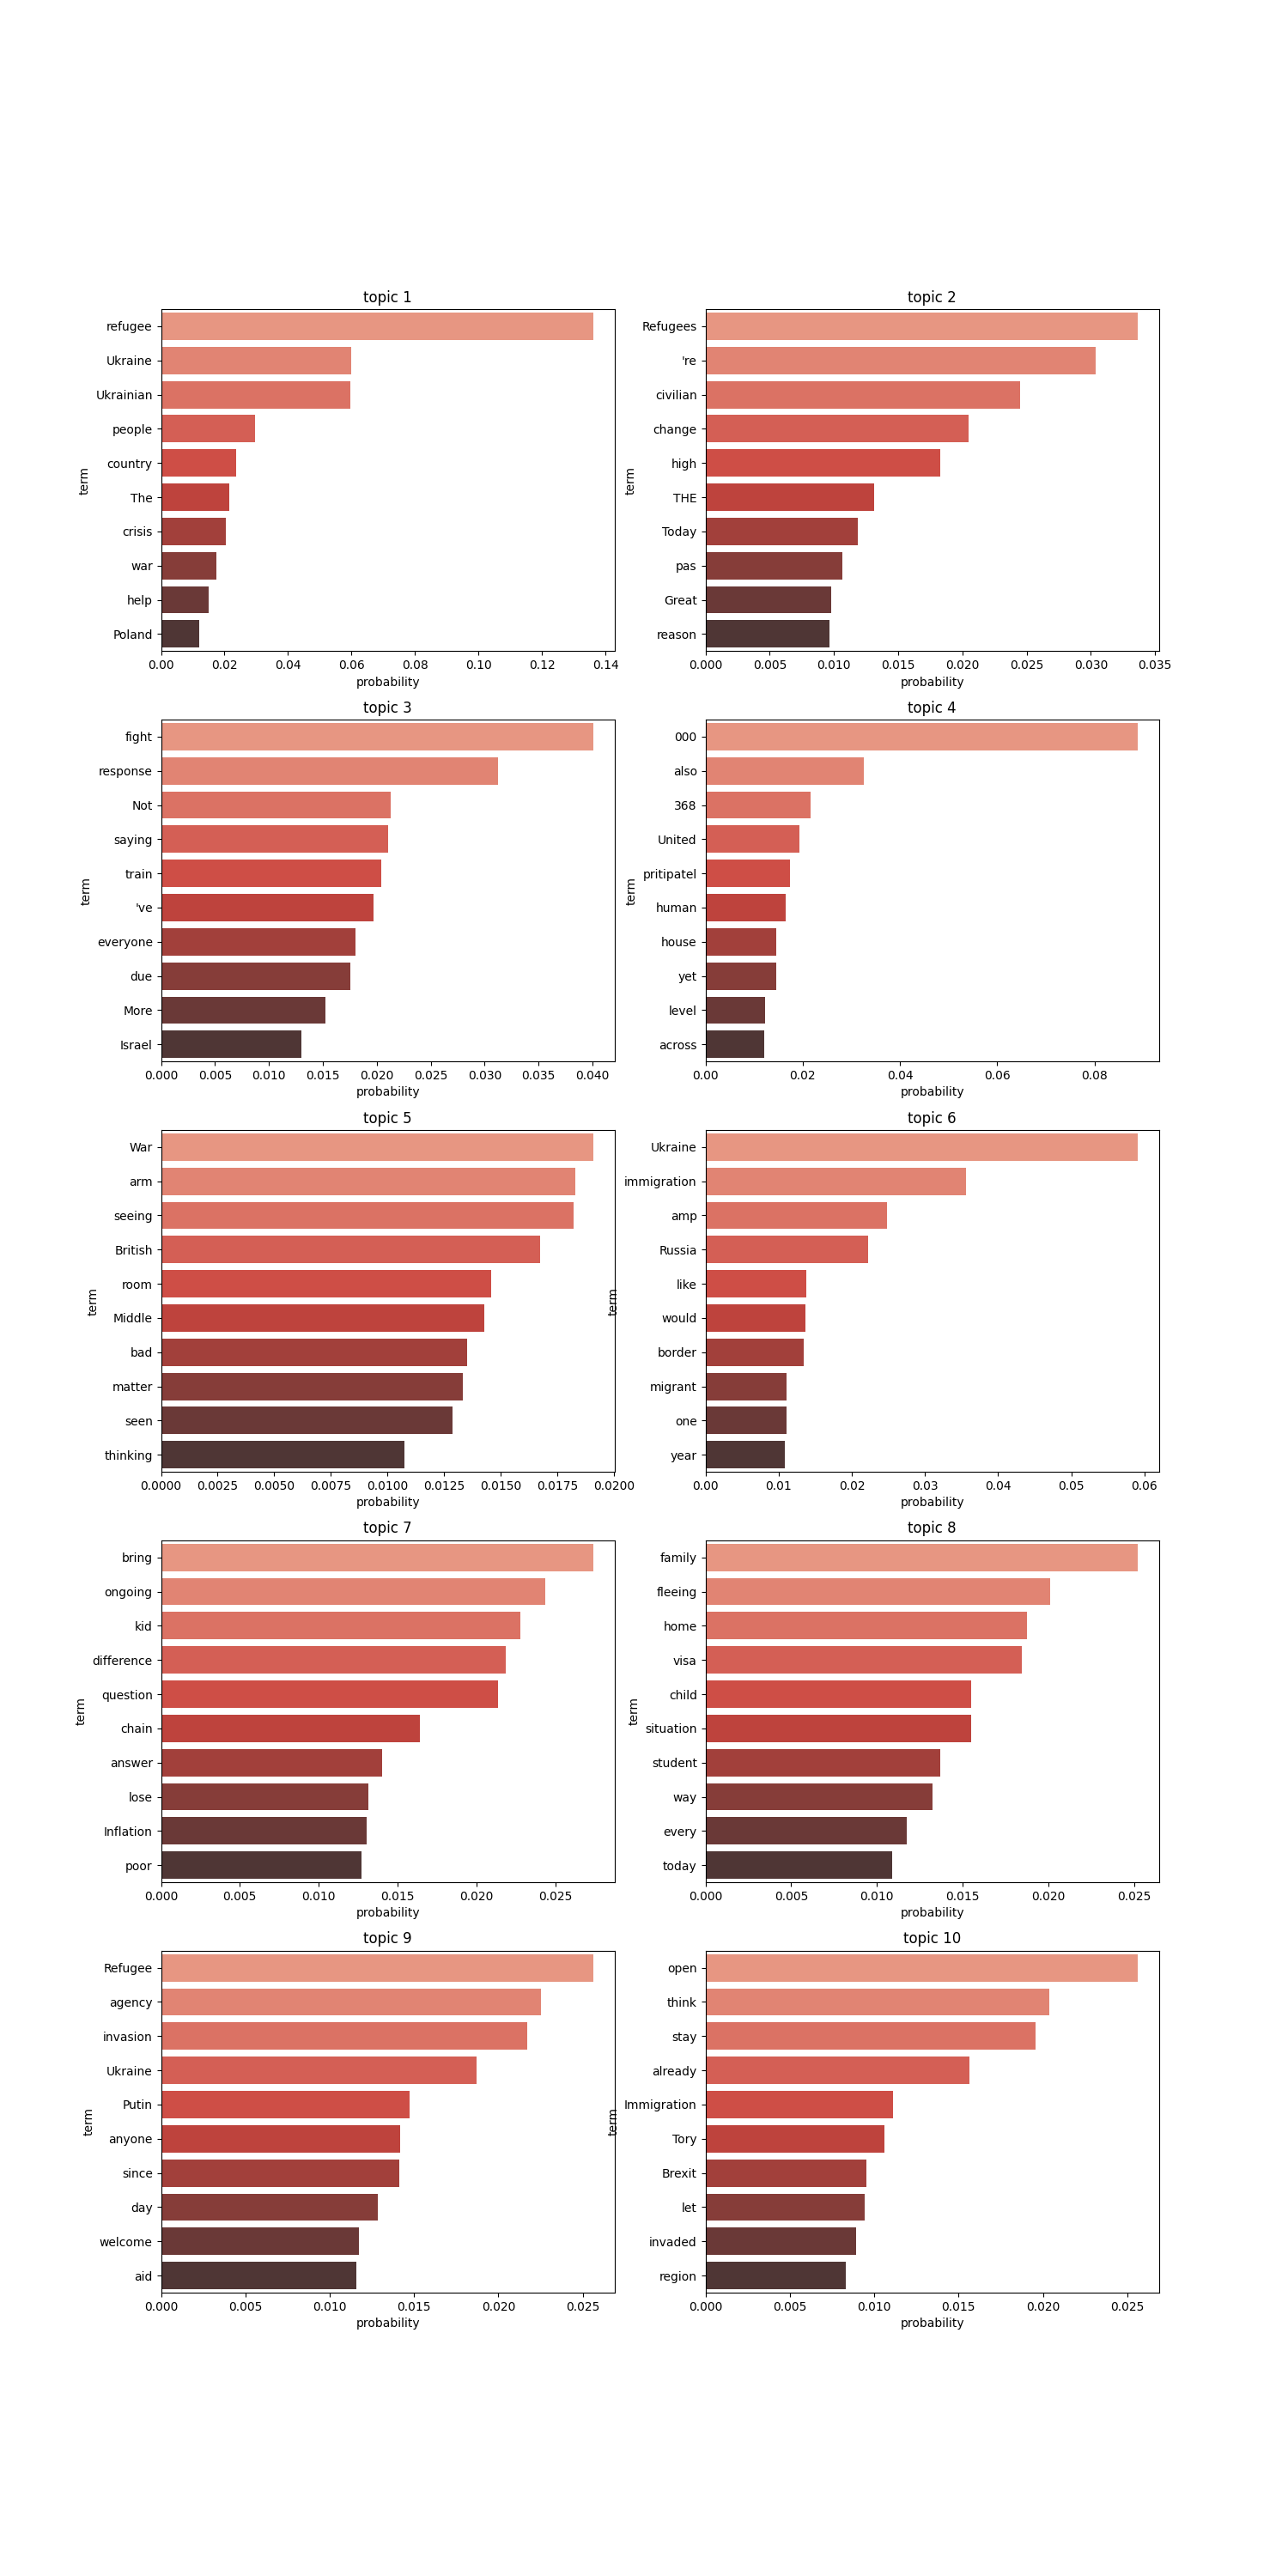 topic 1
refugee
Ukraine
Ukrainian
people
country
The
crisis
war
help
Poland
term
0.00 0.02 0.04 0.06 0.08 0.10 0.12 0.14
probability
topic 2
Refugees
're
civilian
change
high
THE
Today
pas
Great
reason
term
0.000 0.005 0.010 0.015 0.020 0.025 0.030 0.035
probability
topic 3
fight
response
Not
saying
train
've
everyone
due
More
Israel
term
0.000 0.005 0.010 0.015 0.020 0.025 0.030 0.035 0.040
probability
topic 4
000
also
368
United
pritipatel
human
house
yet
level
across
term
0.00 0.02 0.04 0.06 0.08
probability
topic 5
War
arm
seeing
British
room
Middle
bad
matter
seen
thinking
term
0.0000 0.0025 0.0050 0.0075 0.0100 0.0125 0.0150 0.0175 0.0200
probability
topic 6
Ukraine
immigration
amp
Russia
like
would
border
migrant
one
year
term
0.00 0.01 0.02 0.03 0.04 0.05 0.06
probability
topic 7
bring
ongoing
kid
difference
question
chain
answer
lose
Inflation
poor
term
0.000 0.005 0.010 0.015 0.020 0.025
probability
topic 8
family
fleeing
home
visa
child
situation
student
way
every
today
term
0.000 0.005 0.010 0.015 0.020 0.025
probability
topic 9
Refugee
agency
invasion
Ukraine
Putin
anyone
since
day
welcome
aid
term
0.000 0.005 0.010 0.015 0.020 0.025
probability
topic 10
open
think
stay
already
Immigration
Tory
Brexit
let
invaded
region
term
0.000 0.005 0.010 0.015 0.020 0.025
probability